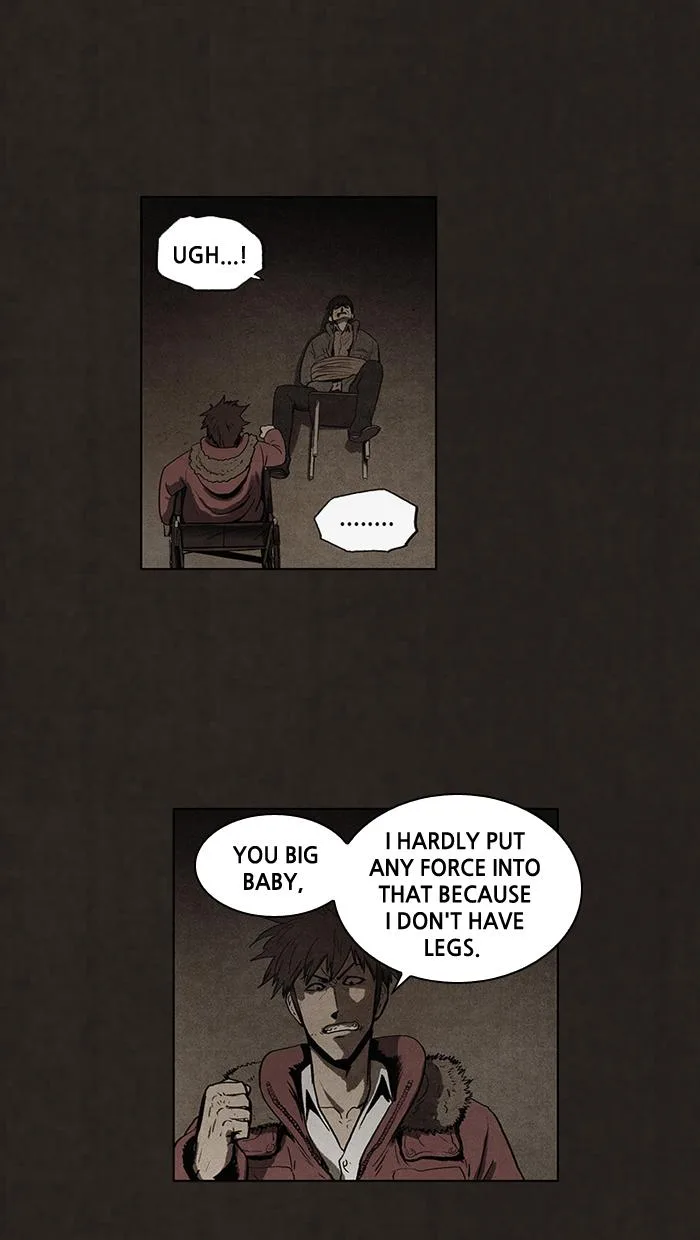 UGH...!
........
YOU BIG
BABY,
I HARDLY PUT
ANY FORCE INTO
THAT BECAUSE
I DON'T HAVE
LEGS.